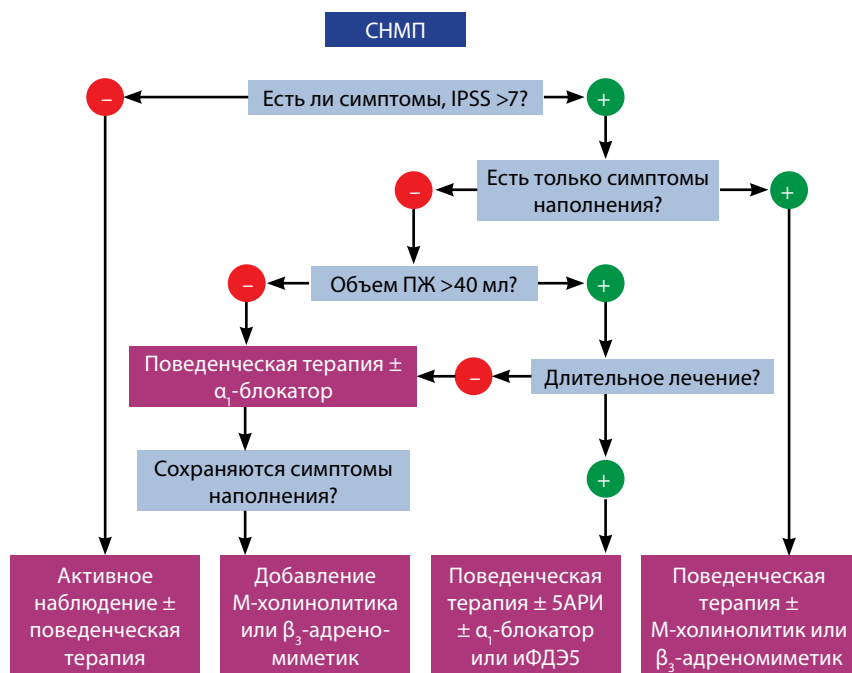 СНМП
– Есть ли симптомы, IPSS >7? +
Есть только симптомы
наполнения?
– +
– Объем ПЖ >40 мл? +
Поведенческая терапия ±
α₁-блокатор
– Длительное лечение?
Сохраняются симптомы
наполнения?
+
Активное
наблюдение ±
поведенческая
терапия
Добавление
М-холинолитика
или β₃-адрено-
миметик
Поведенческая
терапия ± 5АРИ
± α₁-блокатор
или иФДЭ5
Поведенческая
терапия ±
М-холинолитик или
β₃-адреномиметик